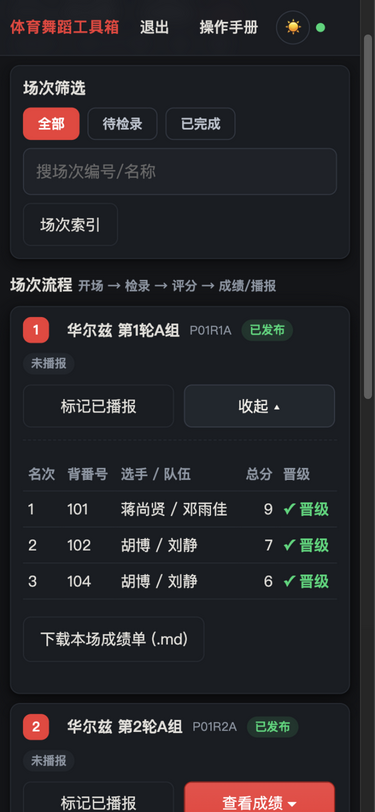 体育舞蹈工具箱 退出 操作手册
场次筛选
全部 待检录 已完成
搜场次编号/名称
场次索引
场次流程 开场 → 检录 → 评分 → 成绩/播报
1 华尔兹 第1轮A组 P01R1A 已发布
未播报
标记已播报 收起 ▴
名次 背番号 选手 / 队伍 总分 晋级
1 101 蒋尚贤 / 邓雨佳 9 ✓ 晋级
2 102 胡博 / 刘静 7 ✓ 晋级
3 104 胡博 / 刘静 6 ✓ 晋级
下载本场成绩单 (.md)
2 华尔兹 第2轮A组 P01R2A 已发布
未播报
标记已播报 查看成绩 ▾